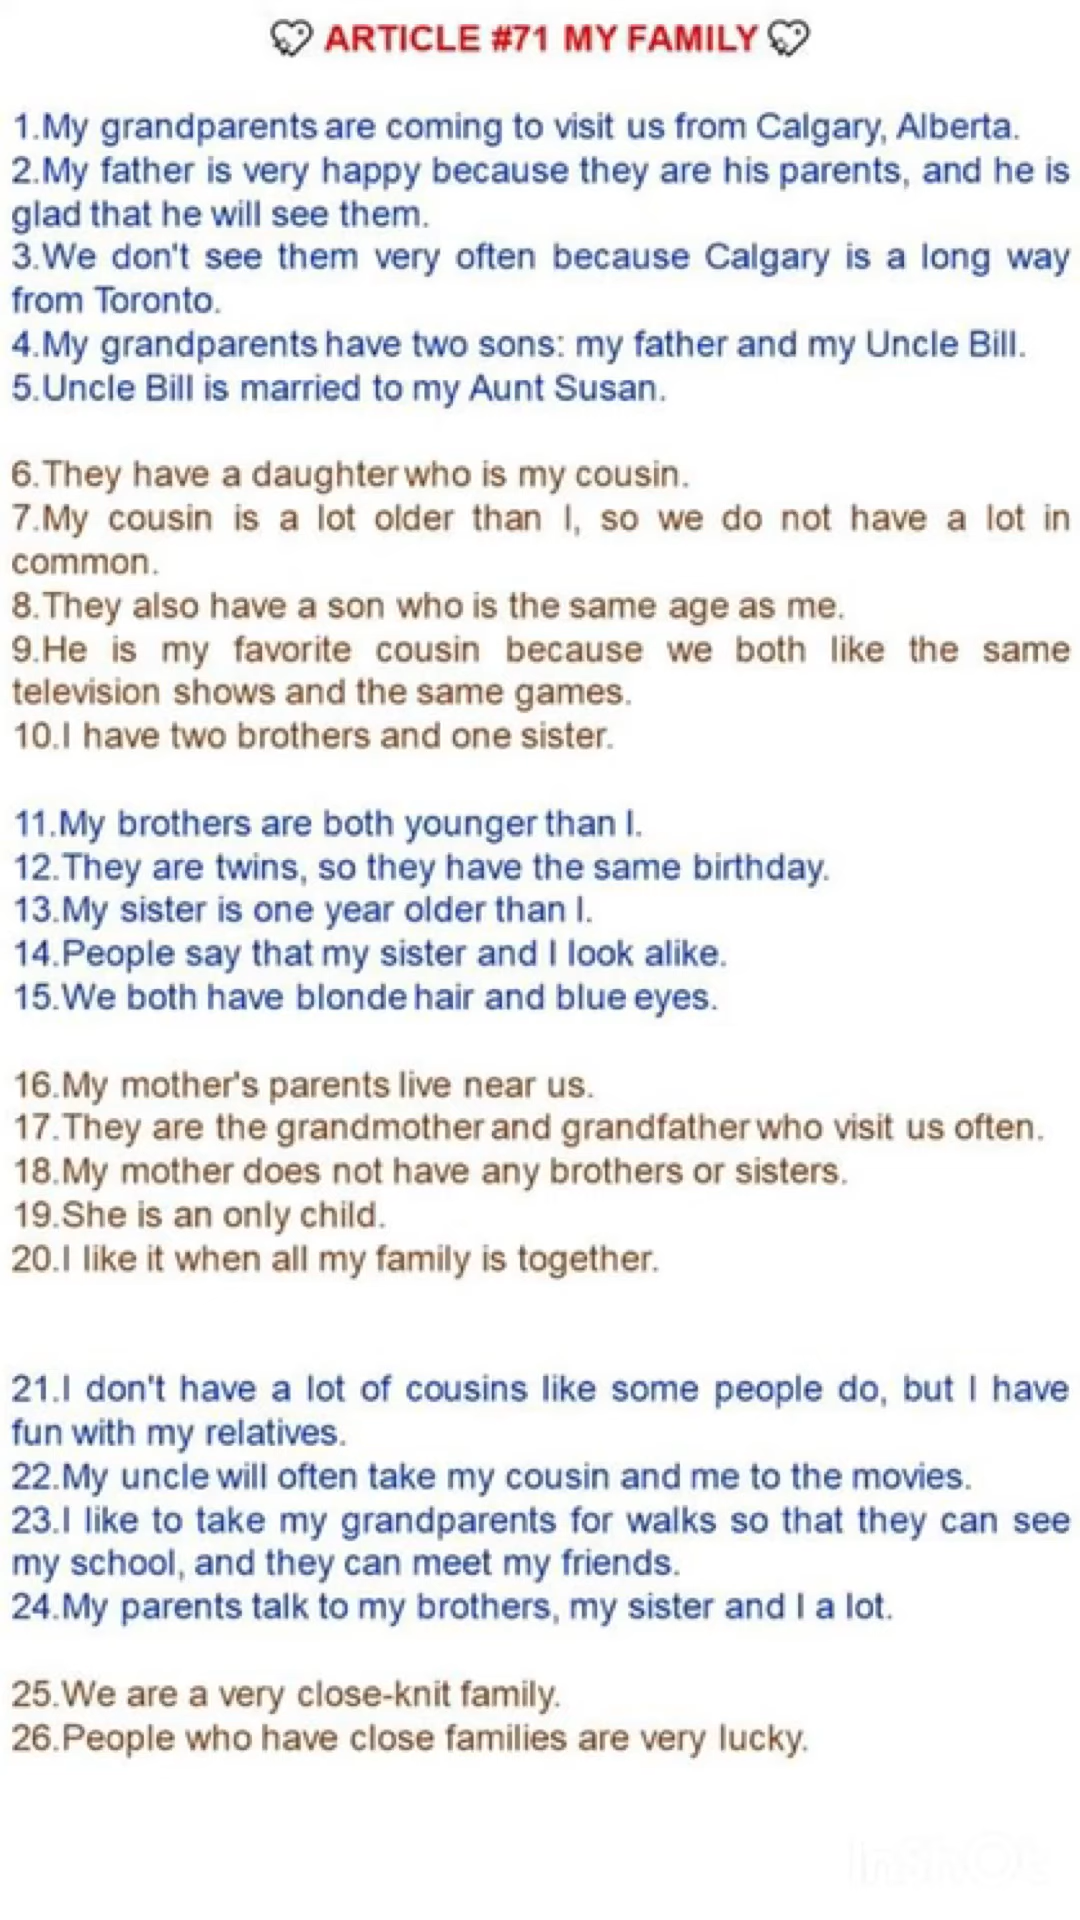 ARTICLE #71 MY FAMILY
1.My grandparents are coming to visit us from Calgary, Alberta.
2.My father is very happy because they are his parents, and he is
glad that he will see them.
3.We don't see them very often because Calgary is a long way
from Toronto.
4.My grandparents have two sons: my father and my Uncle Bill.
5.Uncle Bill is married to my Aunt Susan.
6.They have a daughter who is my cousin.
7.My cousin is a lot older than I, so we do not have a lot in
common.
8.They also have a son who is the same age as me.
9.He is my favorite cousin because we both like the same
television shows and the same games.
10.I have two brothers and one sister.
11.My brothers are both younger than I.
12.They are twins, so they have the same birthday.
13.My sister is one year older than I.
14.People say that my sister and I look alike.
15.We both have blonde hair and blue eyes.
16.My mother's parents live near us.
17.They are the grandmother and grandfather who visit us often.
18.My mother does not have any brothers or sisters.
19.She is an only child.
20.I like it when all my family is together.
21.I don't have a lot of cousins like some people do, but I have
fun with my relatives.
22.My uncle will often take my cousin and me to the movies.
23.I like to take my grandparents for walks so that they can see
my school, and they can meet my friends.
24.My parents talk to my brothers, my sister and I a lot.
25.We are a very close-knit family.
26.People who have close families are very lucky.
InShOt